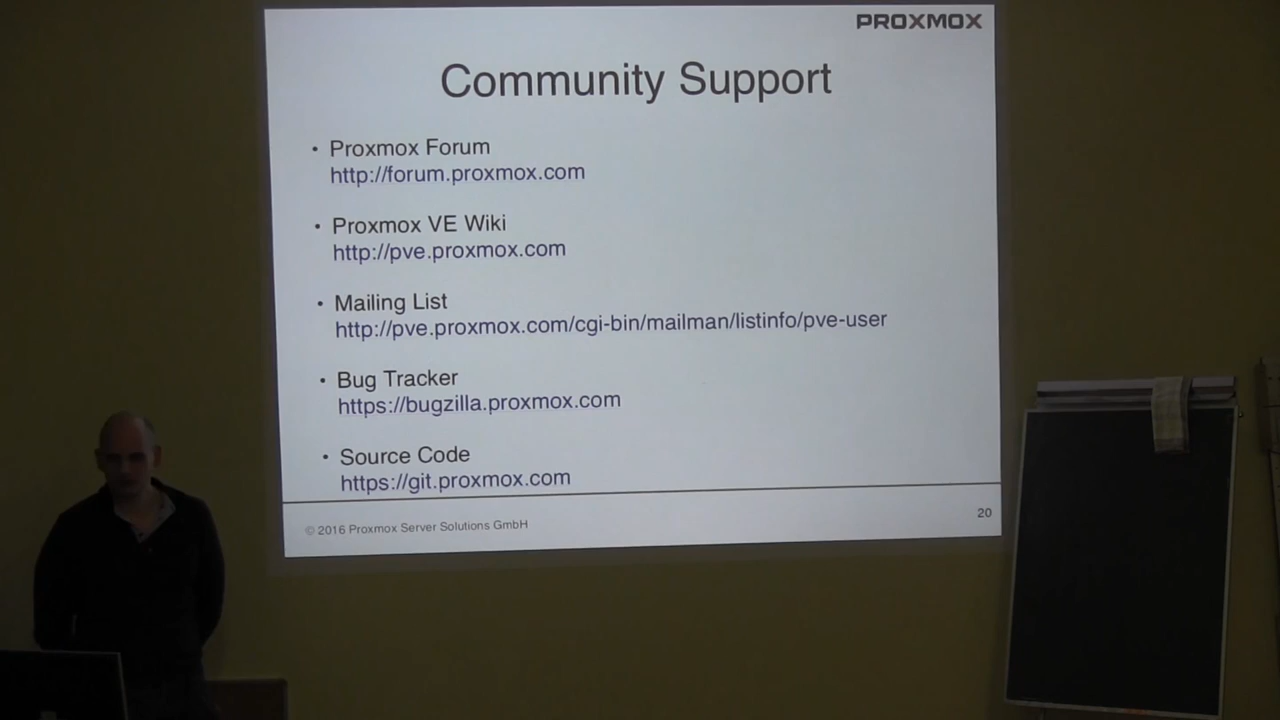 PROXMOX
Community Support
• Proxmox Forum
http://forum.proxmox.com
• Proxmox VE Wiki
http://pve.proxmox.com
• Mailing List
http://pve.proxmox.com/cgi-bin/mailman/listinfo/pve-user
• Bug Tracker
https://bugzilla.proxmox.com
• Source Code
https://git.proxmox.com
© 2016 Proxmox Server Solutions GmbH
20